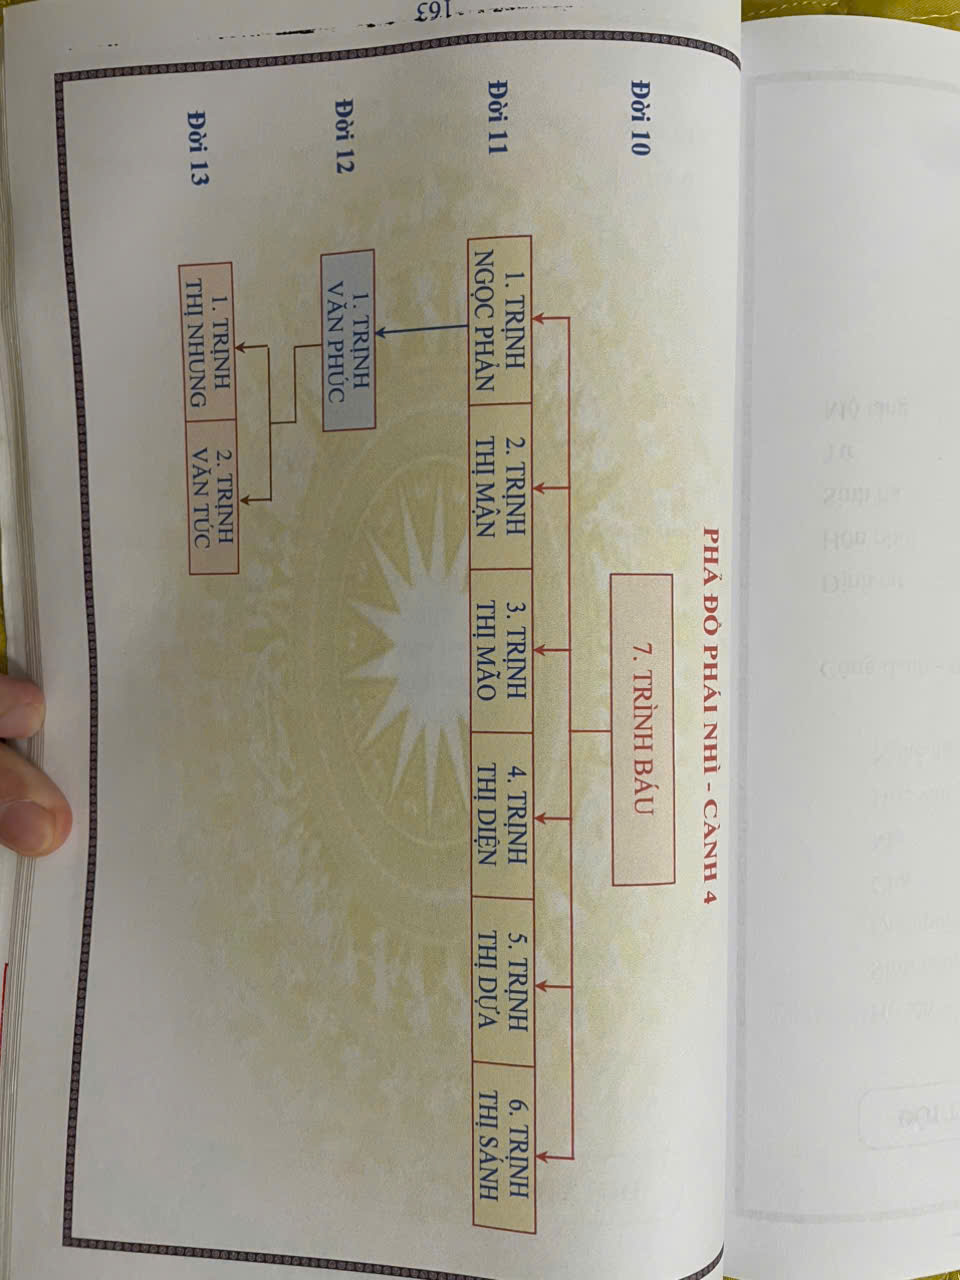 PHẢ ĐỒ PHÁI NHÌ - CÀNH 4
Đời 10
7. TRÌNH BÁU
Đời 11
1. TRỊNH
NGỌC PHẢN
2. TRỊNH
THỊ MẬN
3. TRỊNH
THỊ MÃO
4. TRỊNH
THỊ DIỆN
5. TRỊNH
THỊ DỰA
6. TRỊNH
THỊ SÁNH
Đời 12
1. TRỊNH
VĂN PHÚC
Đời 13
1. TRỊNH
THỊ NHUNG
2. TRỊNH
VĂN TỨC
163